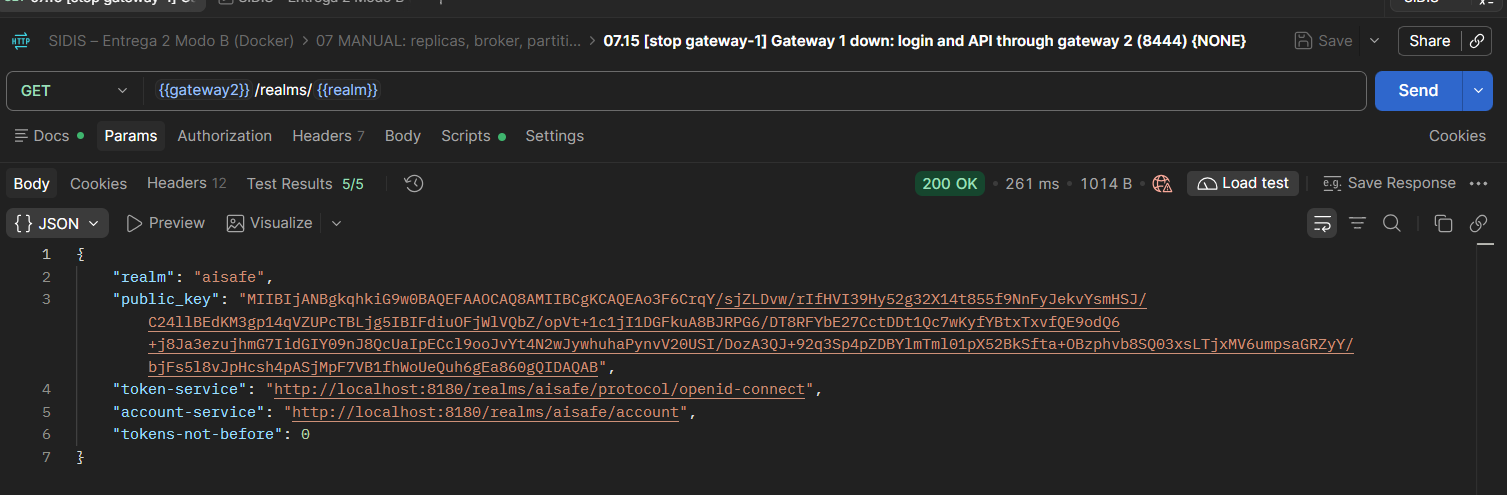 SIDIS – Entrega 2 Modo B (Docker) > 07 MANUAL: replicas, broker, partiti... > 07.15 [stop gateway-1] Gateway 1 down: login and API through gateway 2 (8444) {NONE} Save Share
GET {{gateway2}} /realms/ {{realm}} Send
Docs Params Authorization Headers 7 Body Scripts Settings Cookies
Body Cookies Headers 12 Test Results 5/5 200 OK • 261 ms • 1014 B • Load test e.g. Save Response
{} JSON Preview Visualize
1 {
2 "realm": "aisafe",
3 "public_key": "MIIBIjANBgkqhkiG9w0BAQEFAAOCAQ8AMIIBCgKCAQEAo3F6CrqY/sjZLDvw/rIfHVI39Hy52g32X14t855f9NnFyJekvYsmHSJ/
C24llBEdKM3gp14qVZUPcTBLjg5IBIFdiuOFjWlVQbZ/opVt+1c1jI1DGFkuA8BJRPG6/DT8RFYbE27CctDDt1Qc7wKyfYBtxTxvfQE9odQ6
+j8Ja3ezujhmG7IidGIY09nJ8QcUaIpECcl9ooJvYt4N2wJywhuhaPynvV20USI/DozA3QJ+92q3Sp4pZDBYlmTml01pX52BkSfta+OBzphvb8SQ03xsLTjxMV6umpsaGRZyY/
bjFs5l8vJpHcsh4pASjMpF7VB1fhWoUeQuh6gEa860gQIDAQAB",
4 "token-service": "http://localhost:8180/realms/aisafe/protocol/openid-connect",
5 "account-service": "http://localhost:8180/realms/aisafe/account",
6 "tokens-not-before": 0
7 }